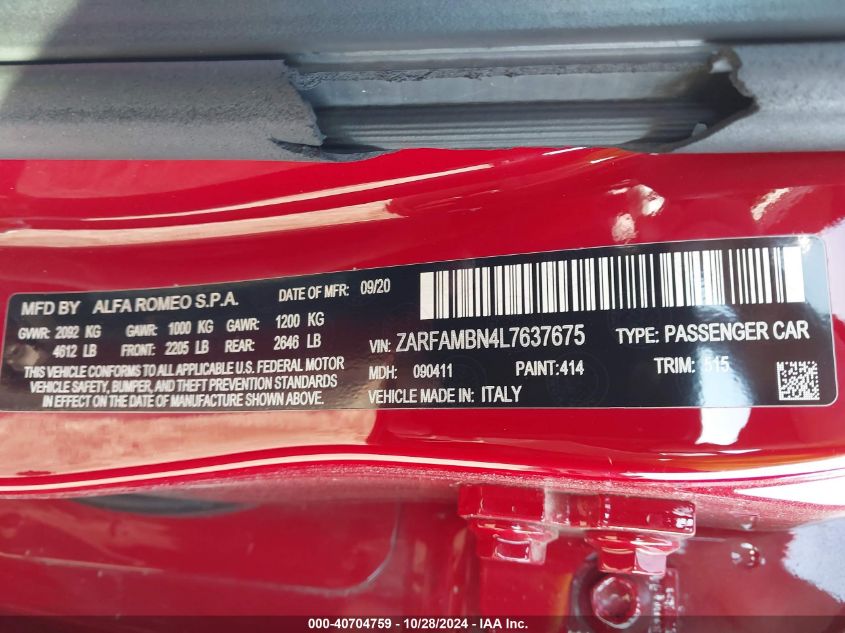 MFD BY ALFA ROMEO S.P.A. DATE OF MFR: 09/20
GVWR: 2092 KG GAWR: 1000 KG GAWR: 1200 KG
4612 LB FRONT: 2205 LB REAR: 2646 LB
THIS VEHICLE CONFORMS TO ALL APPLICABLE U.S. FEDERAL MOTOR
VEHICLE SAFETY, BUMPER, AND THEFT PREVENTION STANDARDS
IN EFFECT ON THE DATE OF MANUFACTURE SHOWN ABOVE.
VIN: ZARFAMBN4L7637675 TYPE: PASSENGER CAR
MDH: 090411 PAINT:414 TRIM: 515
VEHICLE MADE IN: ITALY
000-40704759 | 10/28/2024 - IAA Inc.